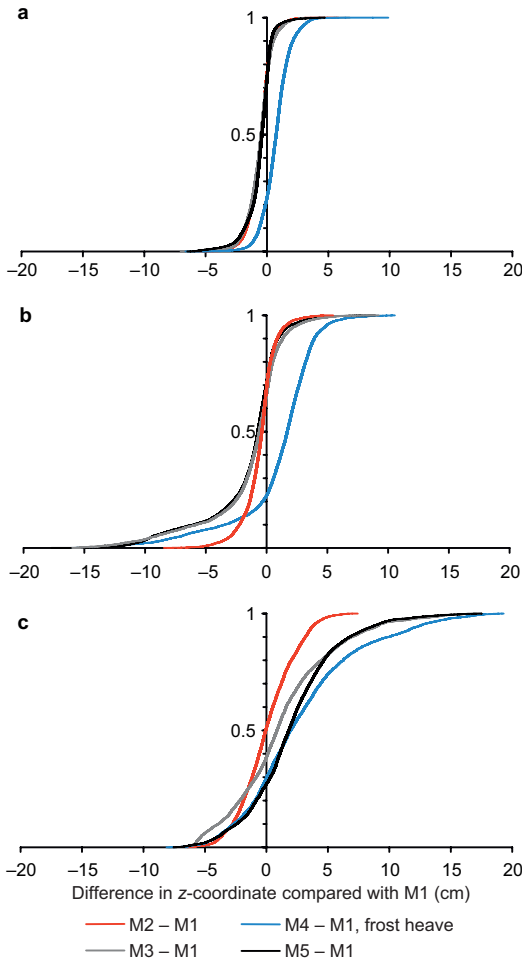 a
1
0.5
–20 –15 –10 –5 0 5 10 15 20
b
1
0.5
–20 –15 –10 –5 0 5 10 15 20
c
1
0.5
–20 –15 –10 –5 0 5 10 15 20
Difference in z-coordinate compared with M1 (cm)
M2 – M1 M4 – M1, frost heave
M3 – M1 M5 – M1